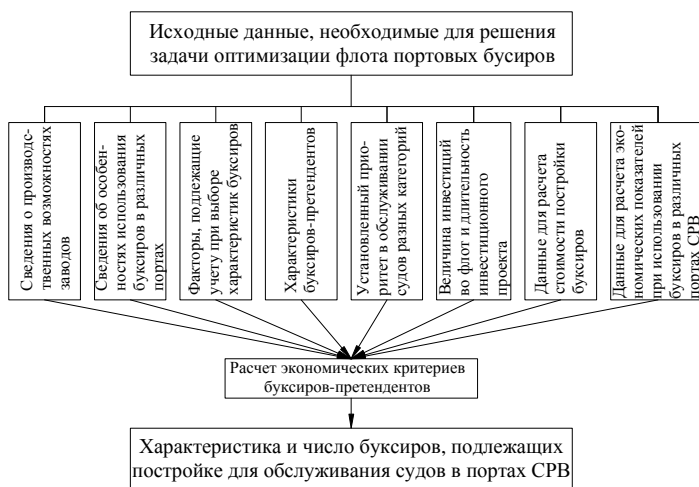 Исходные данные, необходимые для решения
задачи оптимизации флота портовых бусиров
Сведения о производс-
ственных возможностях
заводов
Сведения об особен-
ностях использования
буксиров в различных
портах
Факторы, подлежащие
учету при выборе
характеристик буксиров
Характеристики
буксиров-претендентов
Установленный прио-
ритет в обслуживании
судов разных категорий
Величина инвестиций
во флот и длительность
инвестиционного
проекта
Данные для расчета
стоимости постройки
буксиров
Данные для расчета эко-
номических показателей
при использовании
буксиров в различных
портах СРВ
Расчет экономических критериев
буксиров-претендентов
Характеристика и число буксиров, подлежащих
постройке для обслуживания судов в портах СРВ